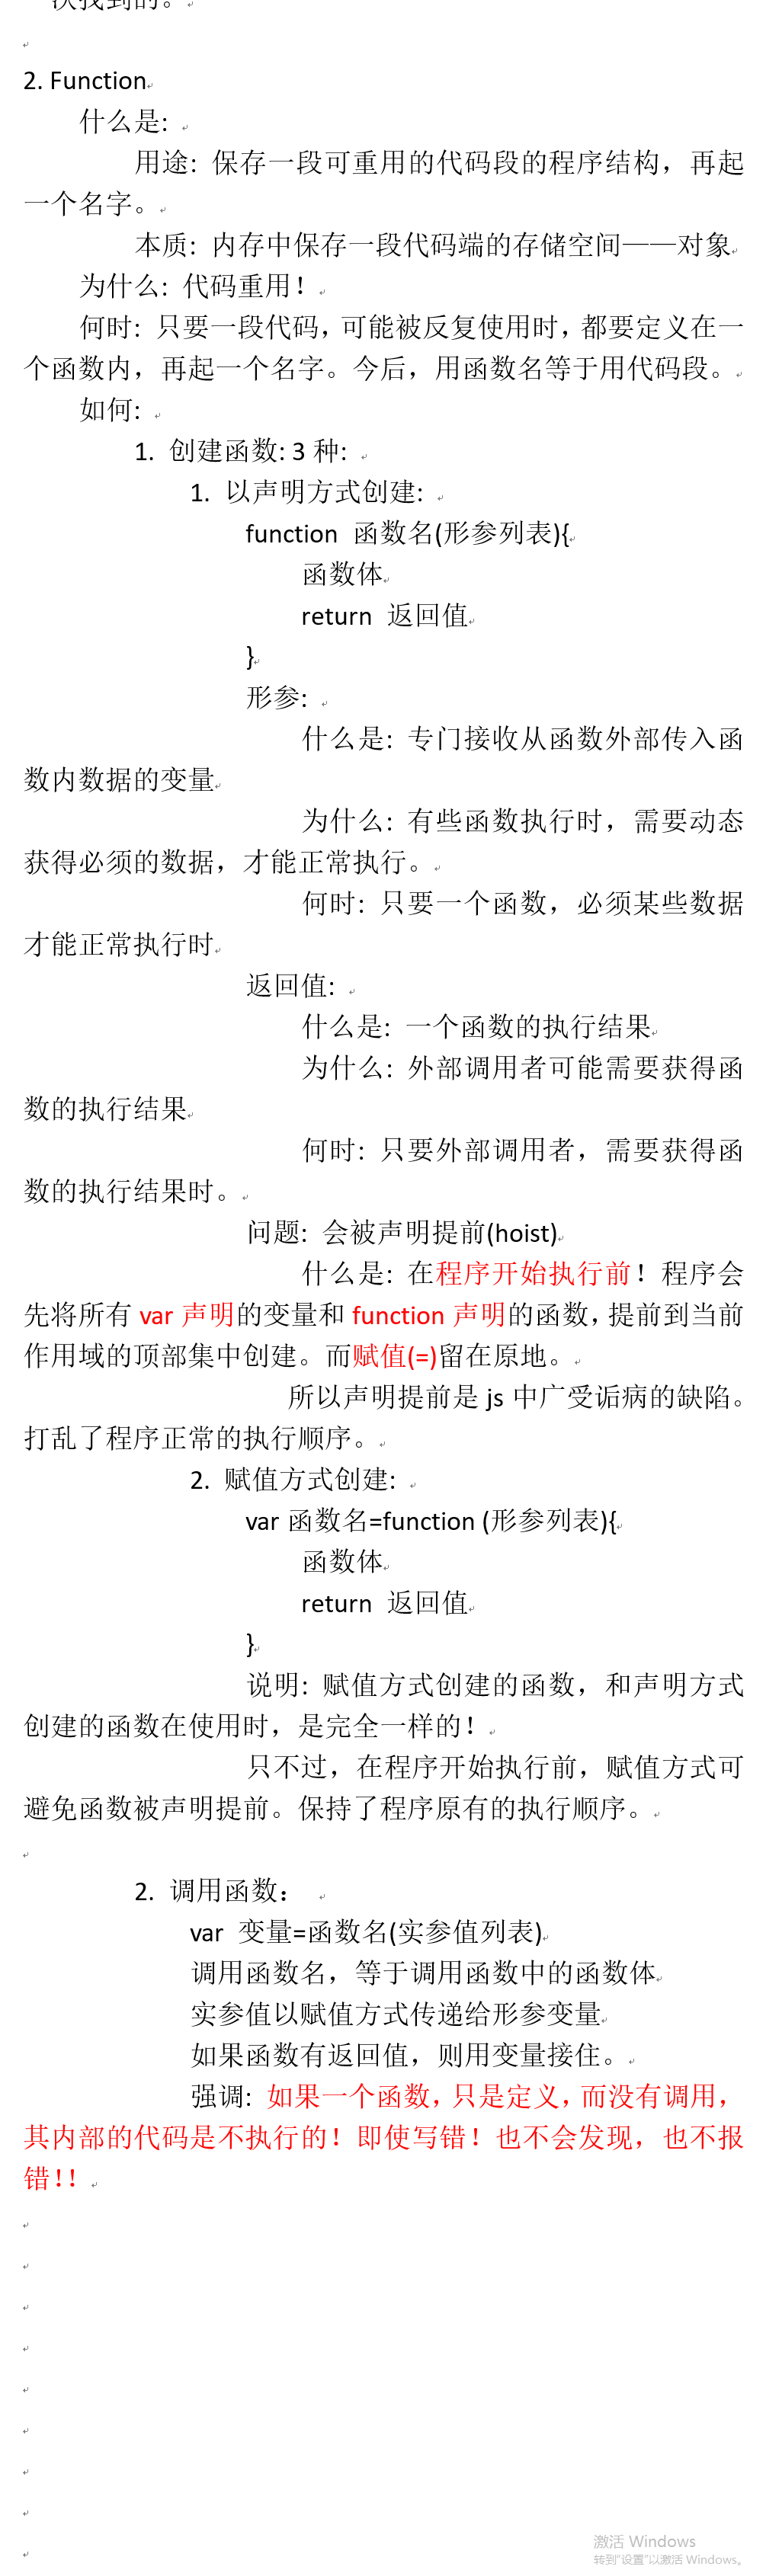 次找到的。
2. Function
什么是:
用途: 保存一段可重用的代码段的程序结构，再起
一个名字。
本质: 内存中保存一段代码端的存储空间——对象
为什么: 代码重用！
何时: 只要一段代码，可能被反复使用时，都要定义在一
个函数内，再起一个名字。今后，用函数名等于用代码段。
如何:
1. 创建函数: 3 种:
1. 以声明方式创建:
function 函数名(形参列表){
函数体
return 返回值
}
形参:
什么是: 专门接收从函数外部传入函
数内数据的变量
为什么: 有些函数执行时，需要动态
获得必须的数据，才能正常执行。
何时: 只要一个函数，必须某些数据
才能正常执行时
返回值:
什么是: 一个函数的执行结果
为什么: 外部调用者可能需要获得函
数的执行结果
何时: 只要外部调用者，需要获得函
数的执行结果时。
问题: 会被声明提前(hoist)
什么是: 在程序开始执行前！程序会
先将所有 var 声明的变量和 function 声明的函数，提前到当前
作用域的顶部集中创建。而赋值(=)留在原地。
所以声明提前是 js 中广受诟病的缺陷。
打乱了程序正常的执行顺序。
2. 赋值方式创建:
var 函数名=function (形参列表){
函数体
return 返回值
}
说明: 赋值方式创建的函数，和声明方式
创建的函数在使用时，是完全一样的！
只不过，在程序开始执行前，赋值方式可
避免函数被声明提前。保持了程序原有的执行顺序。
2. 调用函数：
var 变量=函数名(实参值列表)
调用函数名，等于调用函数中的函数体
实参值以赋值方式传递给形参变量
如果函数有返回值，则用变量接住。
强调: 如果一个函数，只是定义，而没有调用，
其内部的代码是不执行的！即使写错！也不会发现，也不报
错!!
激活 Windows
转到"设置"以激活 Windows。